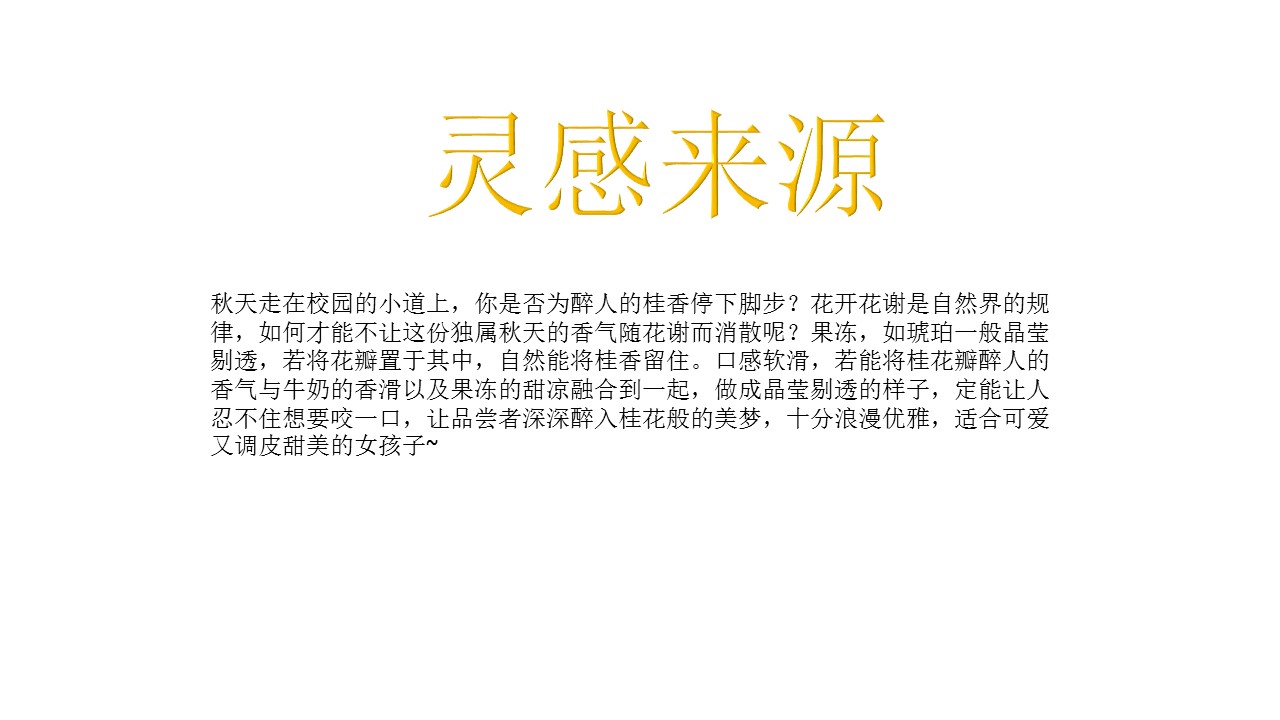 灵感来源
秋天走在校园的小道上，你是否为醉人的桂香停下脚步？花开花谢是自然界的规
律，如何才能不让这份独属秋天的香气随花谢而消散呢？果冻，如琥珀一般晶莹
剔透，若将花瓣置于其中，自然能将桂香留住。口感软滑，若能将桂花瓣醉人的
香气与牛奶的香滑以及果冻的甜凉融合到一起，做成晶莹剔透的样子，定能让人
忍不住想要咬一口，让品尝者深深醉入桂花般的美梦，十分浪漫优雅，适合可爱
又调皮甜美的女孩子~